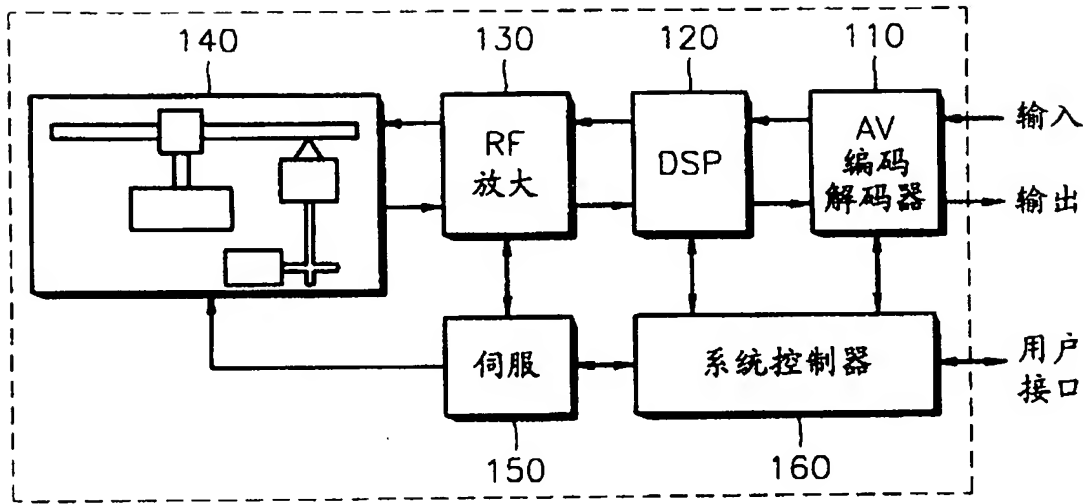 140
130
120
110
RF
放大
DSP
AV
编码
解码器
输入
输出
伺服
系统控制器
用户
接口
150
160